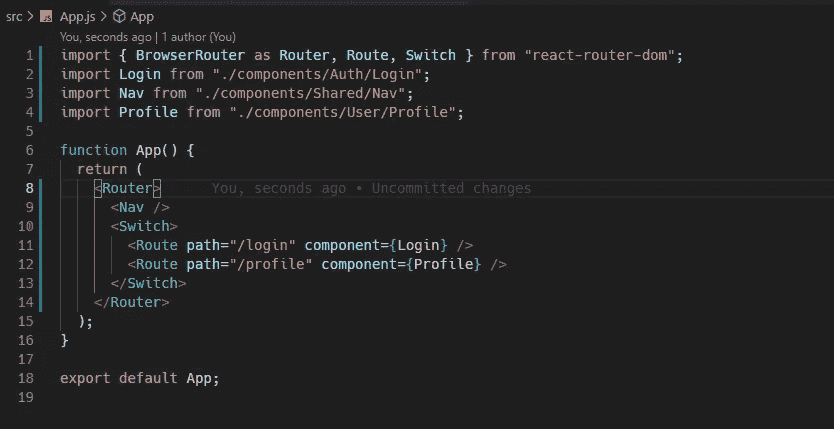 src > App.js > App
You, seconds ago | 1 author (You)
1 import { BrowserRouter as Router, Route, Switch } from "react-router-dom";
2 import Login from "./components/Auth/Login";
3 import Nav from "./components/Shared/Nav";
4 import Profile from "./components/User/Profile";
5
6 function App() {
7   return (
8     <Router> You, seconds ago • Uncommitted changes
9       <Nav />
10       <Switch>
11         <Route path="/login" component={Login} />
12         <Route path="/profile" component={Profile} />
13       </Switch>
14     </Router>
15   );
16 }
17
18 export default App;
19